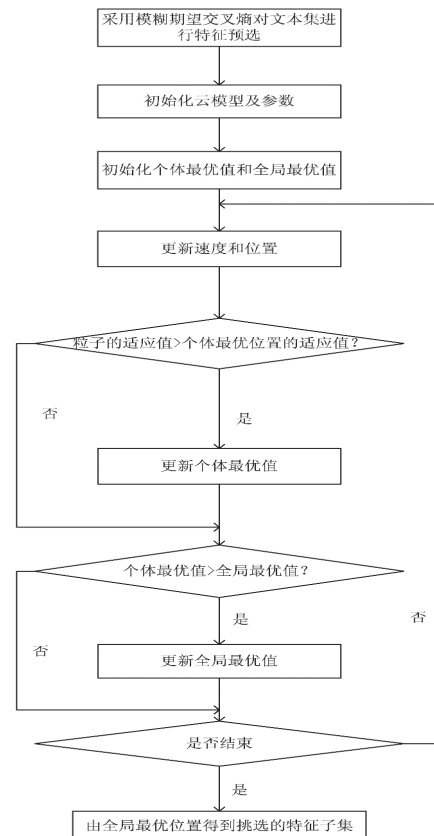 采用模糊期望交叉熵对文本集进
行特征预选
初始化云模型及参数
初始化个体最优值和全局最优值
更新速度和位置
粒子的适应值>个体最优位置的适应值?
否
是
更新个体最优值
个体最优值>全局最优值?
否
是
否
更新全局最优值
是否结束
是
由全局最优位置得到挑选的特征子集